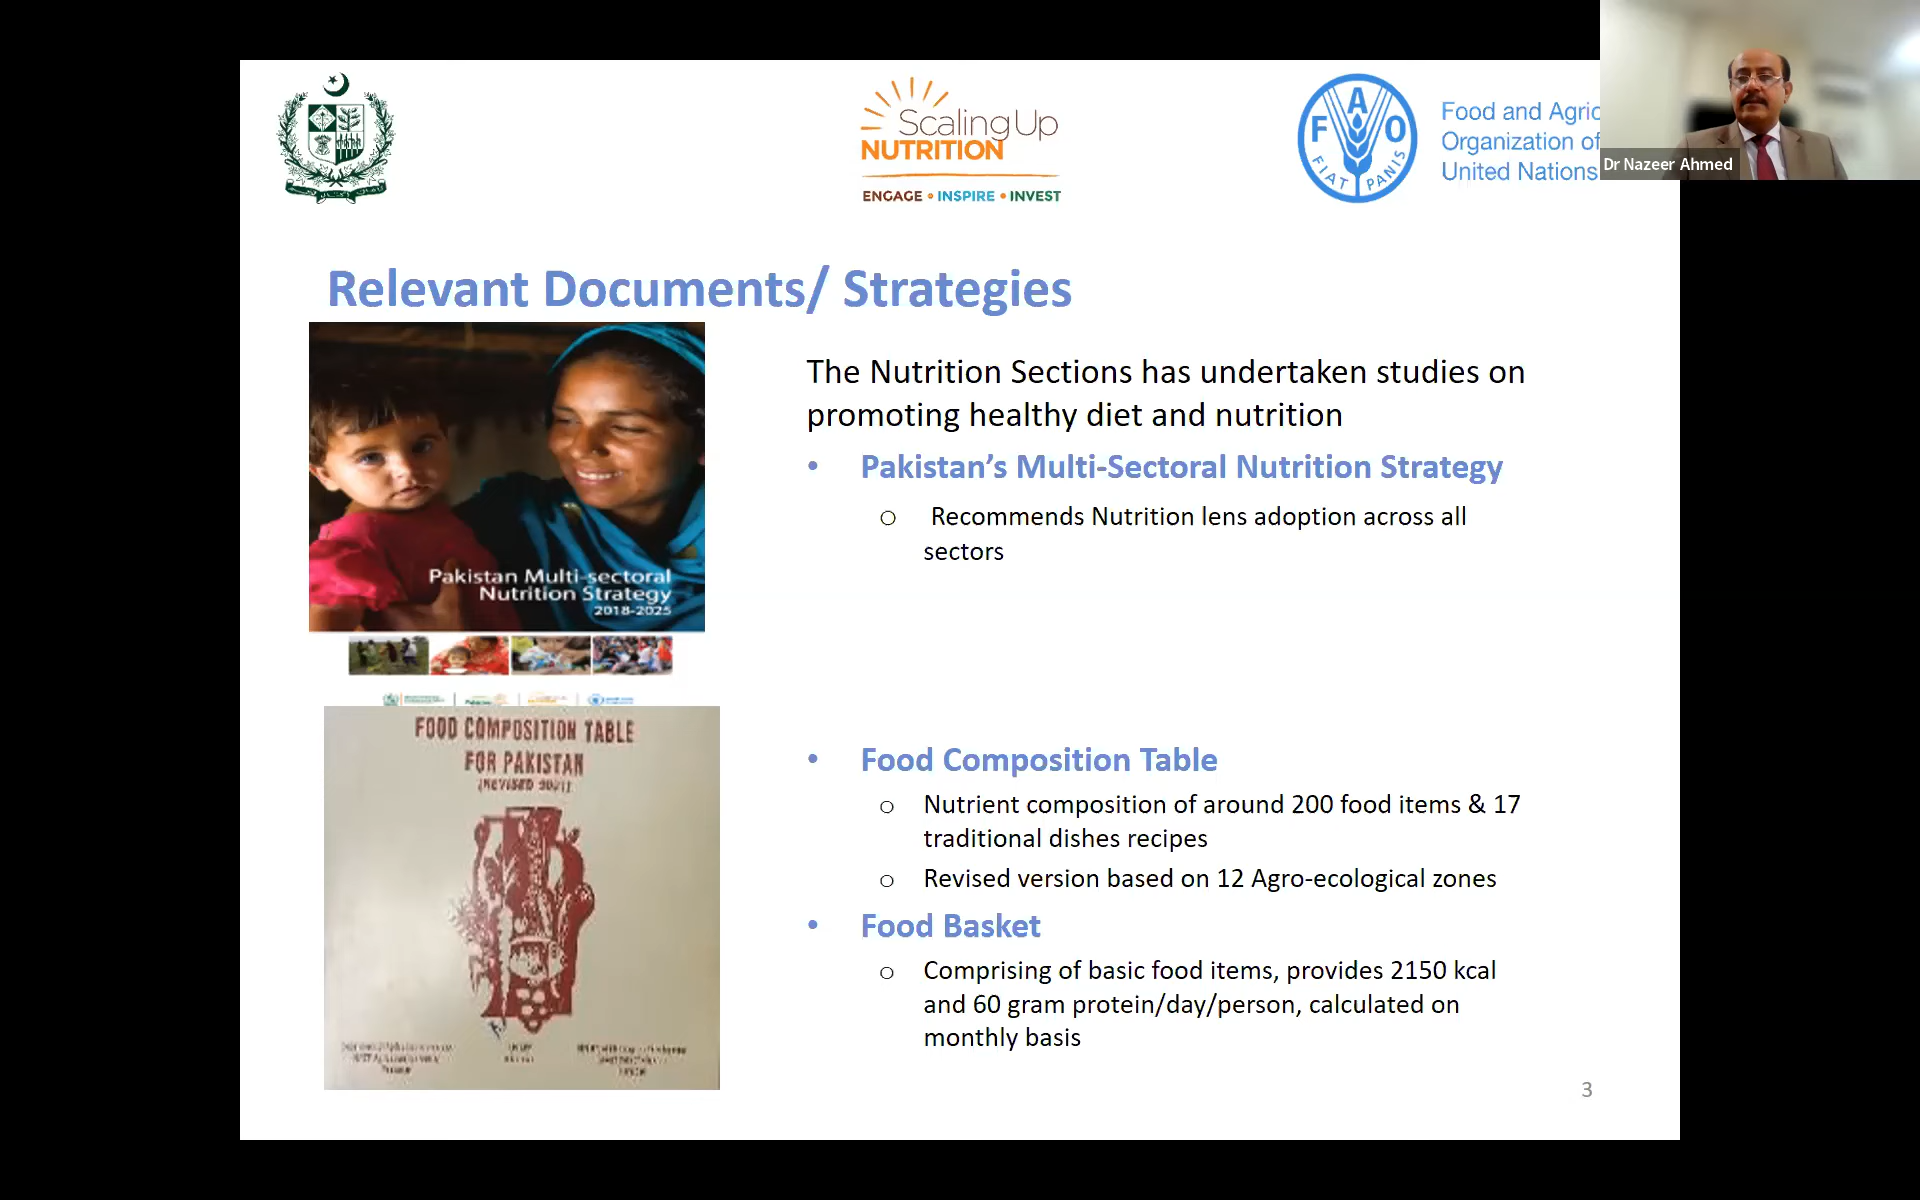 Scaling Up
NUTRITION
ENGAGE • INSPIRE • INVEST
F A O
FIAT PANIS
Food and Agric
Organization of
United Nations
Dr Nazeer Ahmed
Relevant Documents/ Strategies
Pakistan Multi-sectoral
Nutrition Strategy
2018-2025
The Nutrition Sections has undertaken studies on
promoting healthy diet and nutrition
• Pakistan’s Multi-Sectoral Nutrition Strategy
o Recommends Nutrition lens adoption across all
sectors
FOOD COMPOSITION TABLE
FOR PAKISTAN
• Food Composition Table
o Nutrient composition of around 200 food items & 17
traditional dishes recipes
o Revised version based on 12 Agro-ecological zones
• Food Basket
o Comprising of basic food items, provides 2150 kcal
and 60 gram protein/day/person, calculated on
monthly basis
3